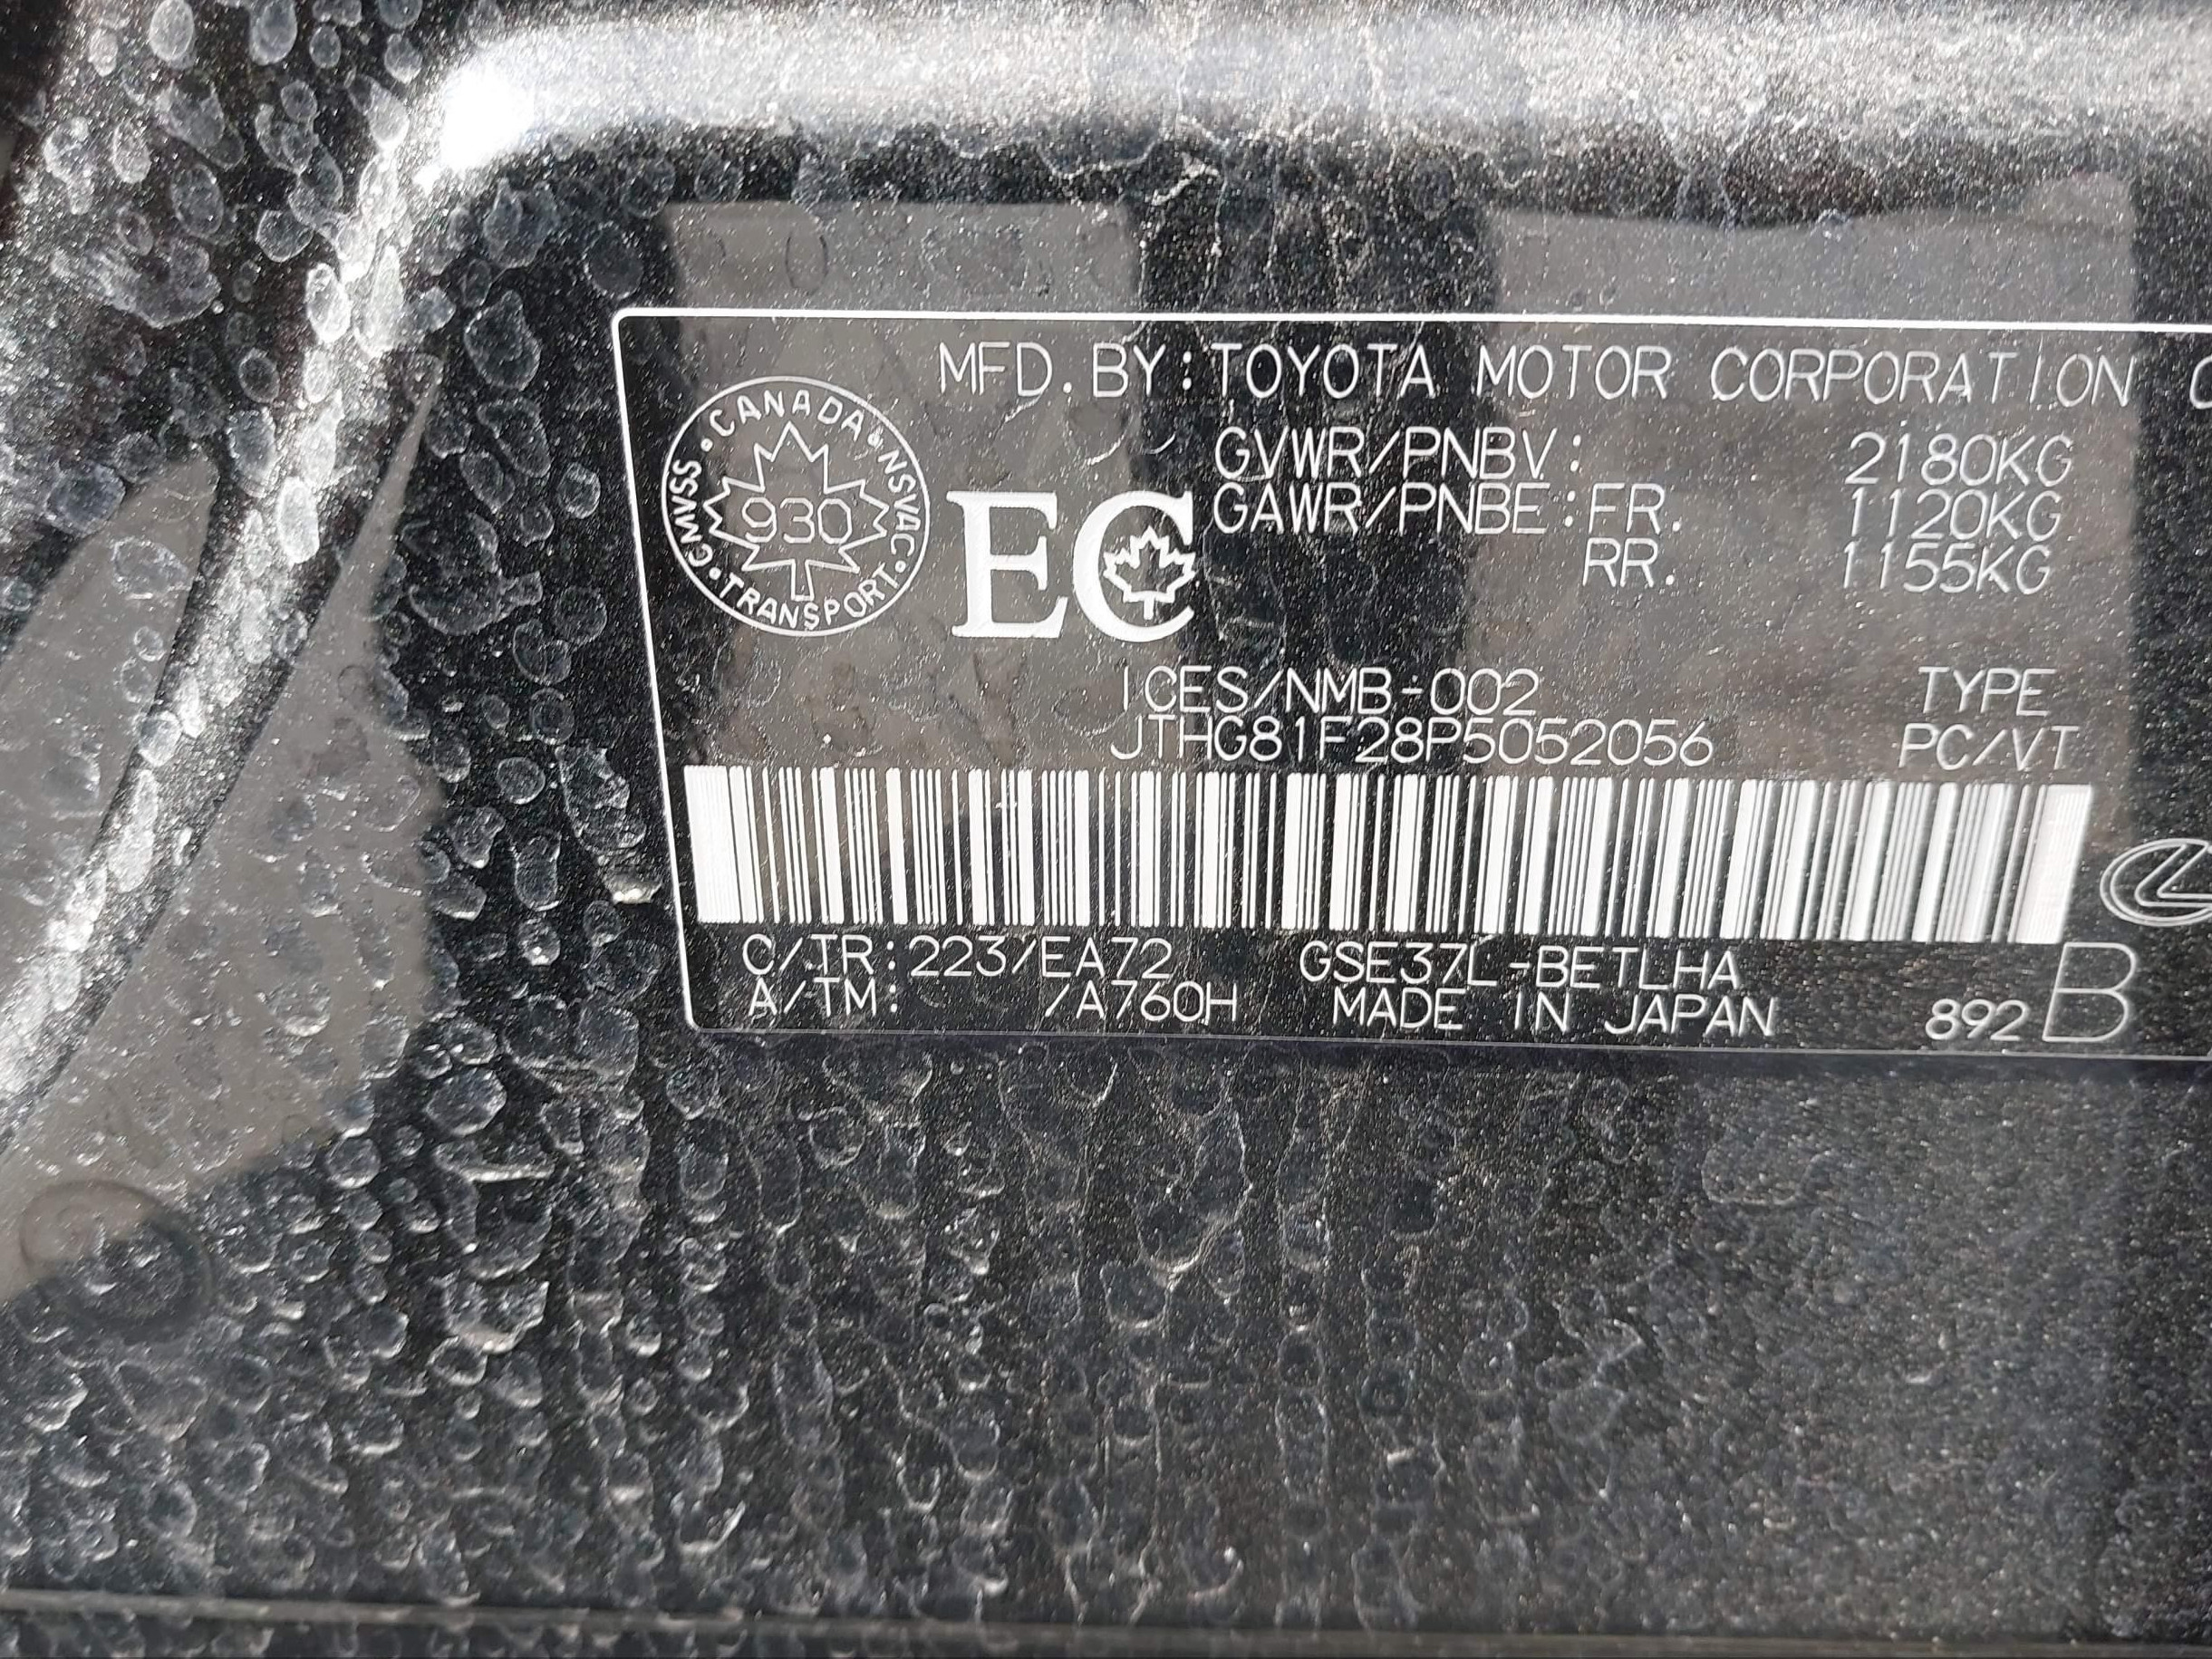 MFD. BY: TOYOTA MOTOR CORPORATION
CANADA • NSVAC • TRANSPORT • CMVSS
930
EC
GVWR/PNBV: 2180KG
GAWR/PNBE: FR. 1120KG
RR. 1155KG
ICES/NMB-002 TYPE
JTHG81F28P5052056 PC/VT
C/TR: 223/EA72 GSE37L-BETLHA
A/TM: /A760H MADE IN JAPAN 892 B